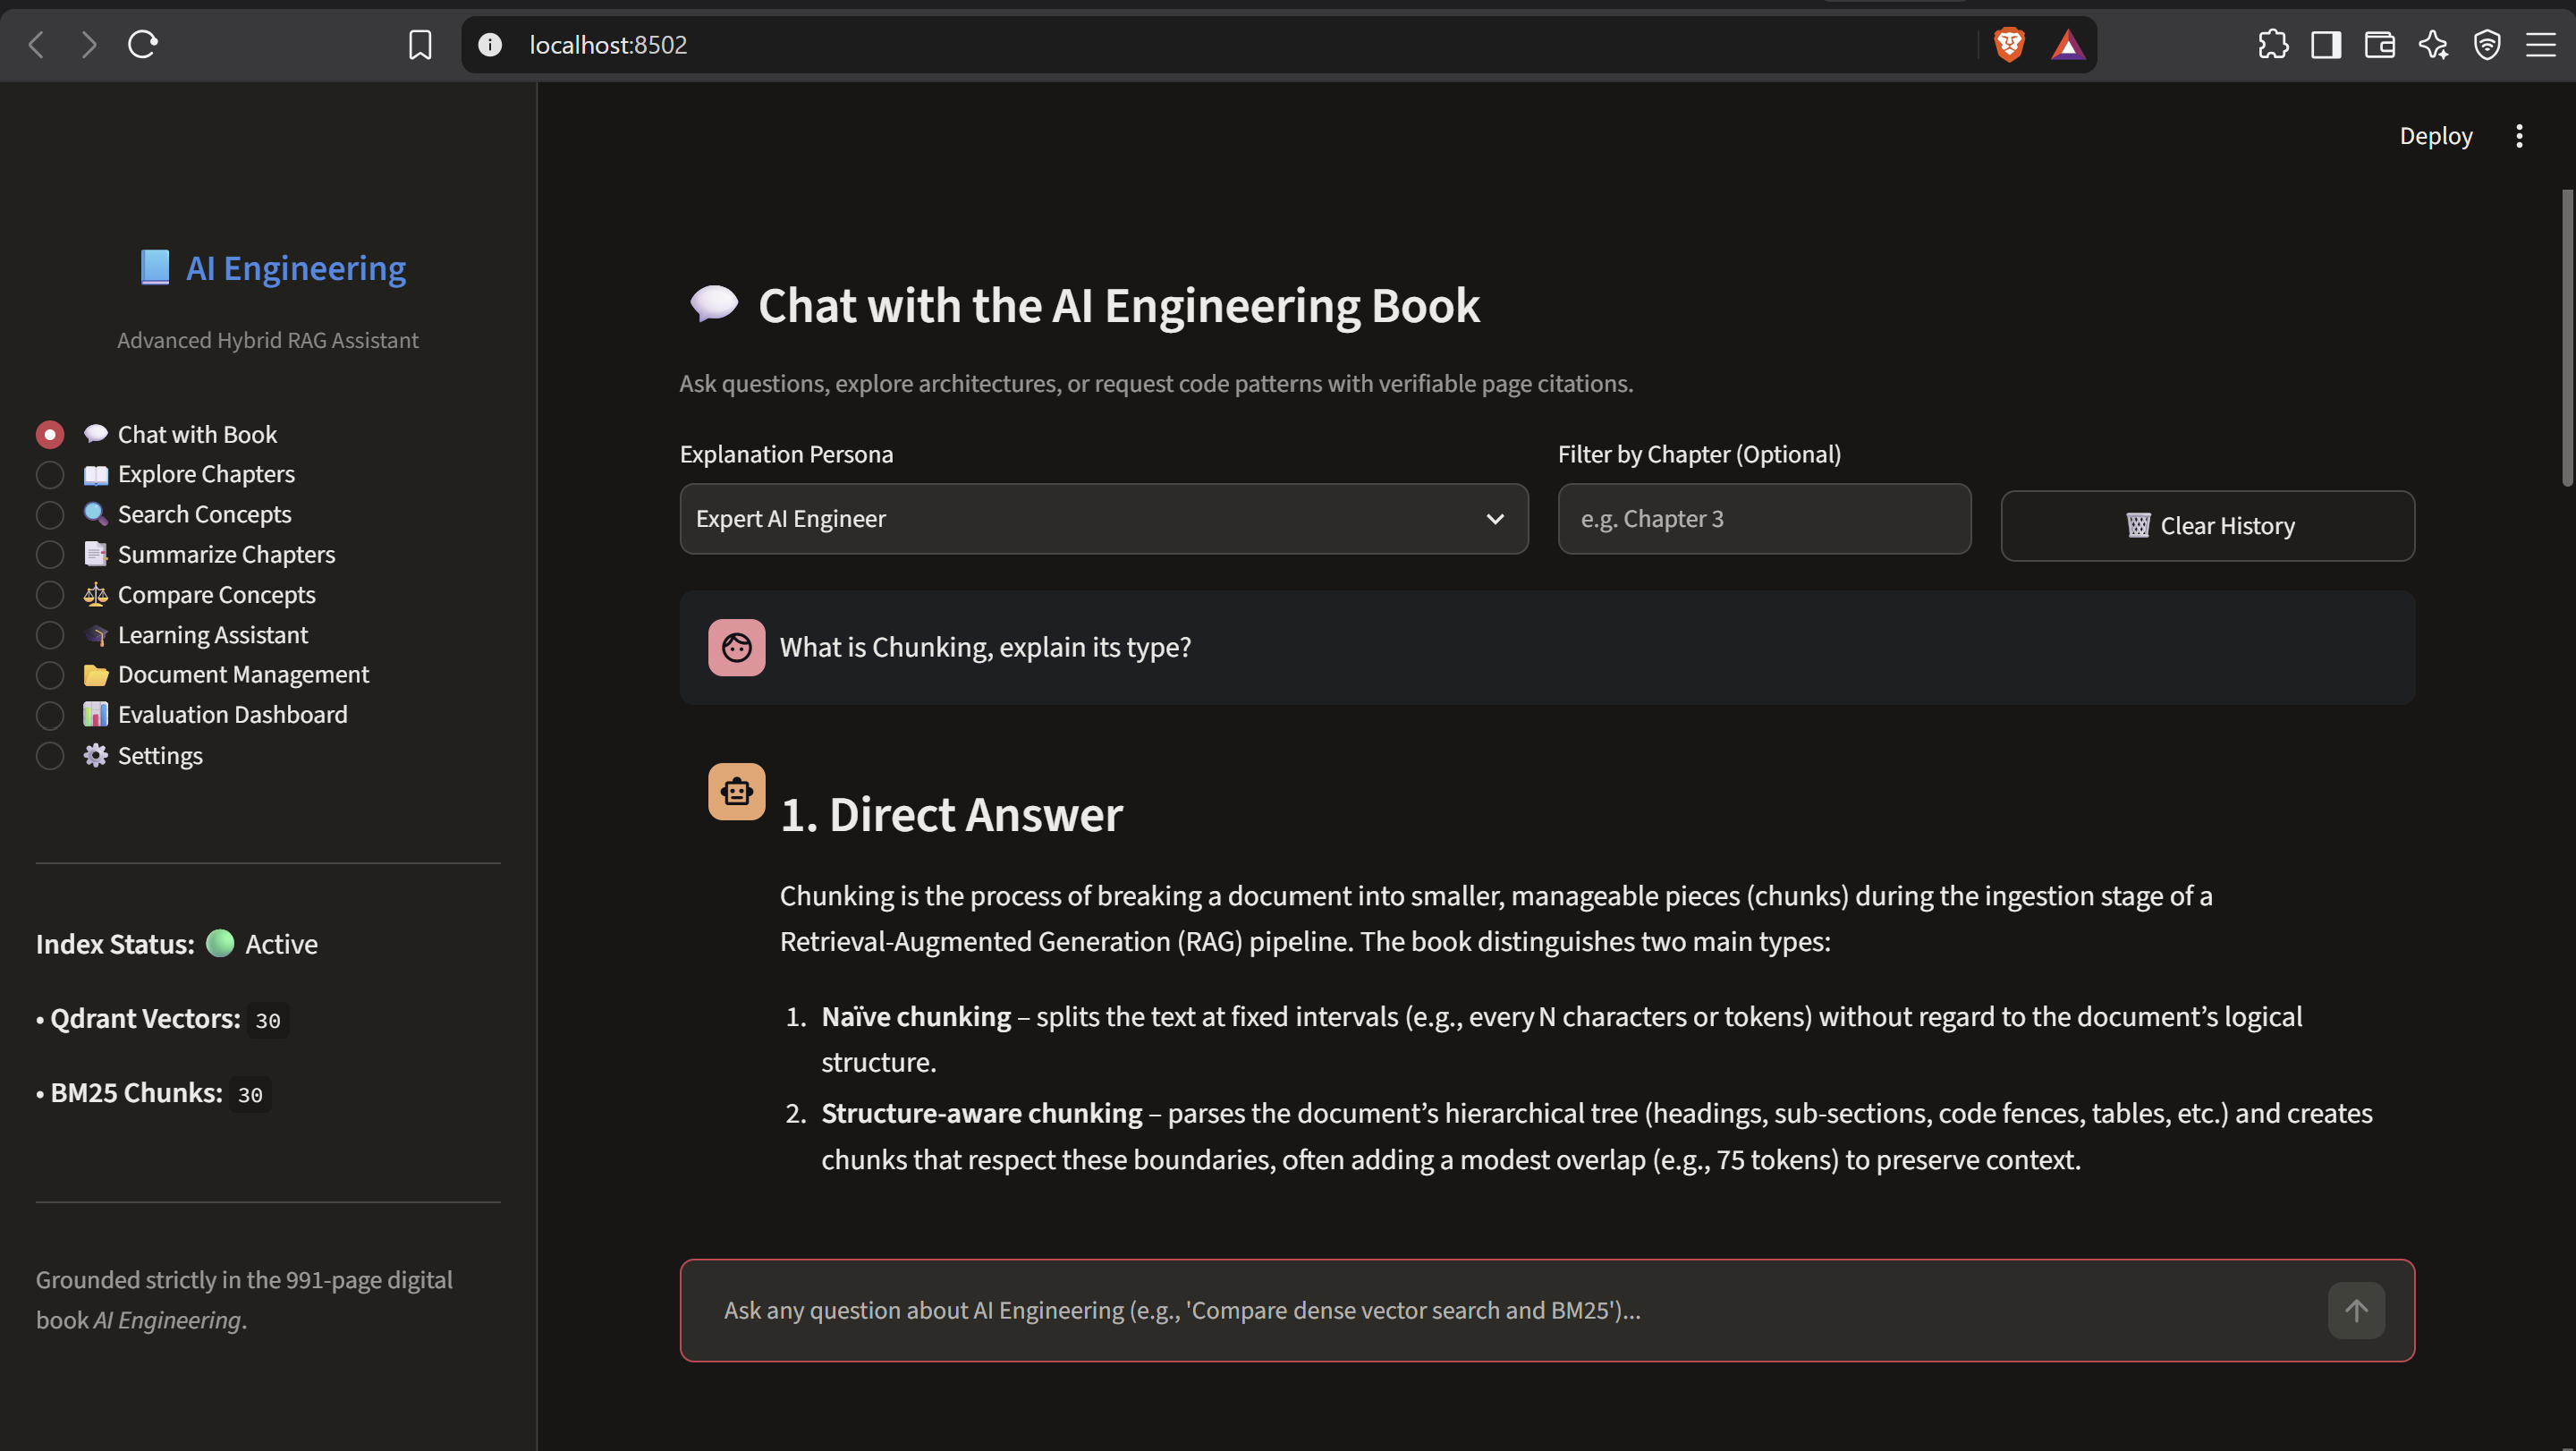 localhost:8502
Deploy
AI Engineering
Advanced Hybrid RAG Assistant
Chat with Book
Explore Chapters
Search Concepts
Summarize Chapters
Compare Concepts
Learning Assistant
Document Management
Evaluation Dashboard
Settings
Index Status: Active
• Qdrant Vectors: 30
• BM25 Chunks: 30
Grounded strictly in the 991-page digital
book AI Engineering.
Chat with the AI Engineering Book
Ask questions, explore architectures, or request code patterns with verifiable page citations.
Explanation Persona
Expert AI Engineer
Filter by Chapter (Optional)
e.g. Chapter 3
Clear History
What is Chunking, explain its type?
1. Direct Answer
Chunking is the process of breaking a document into smaller, manageable pieces (chunks) during the ingestion stage of a
Retrieval-Augmented Generation (RAG) pipeline. The book distinguishes two main types:
1. Naïve chunking – splits the text at fixed intervals (e.g., every N characters or tokens) without regard to the document’s logical
structure.
2. Structure-aware chunking – parses the document’s hierarchical tree (headings, sub-sections, code fences, tables, etc.) and creates
chunks that respect these boundaries, often adding a modest overlap (e.g., 75 tokens) to preserve context.
Ask any question about AI Engineering (e.g., 'Compare dense vector search and BM25')...